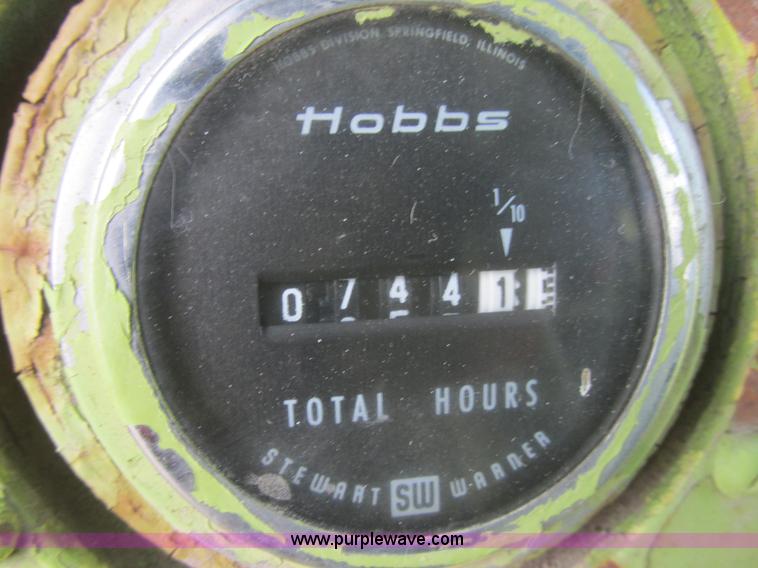 HOBBS DIVISION SPRINGFIELD, ILLINOIS
Hobbs
1/10
0 7 4 4 1
TOTAL HOURS
STEWART SW WARNER
www.purplewave.com